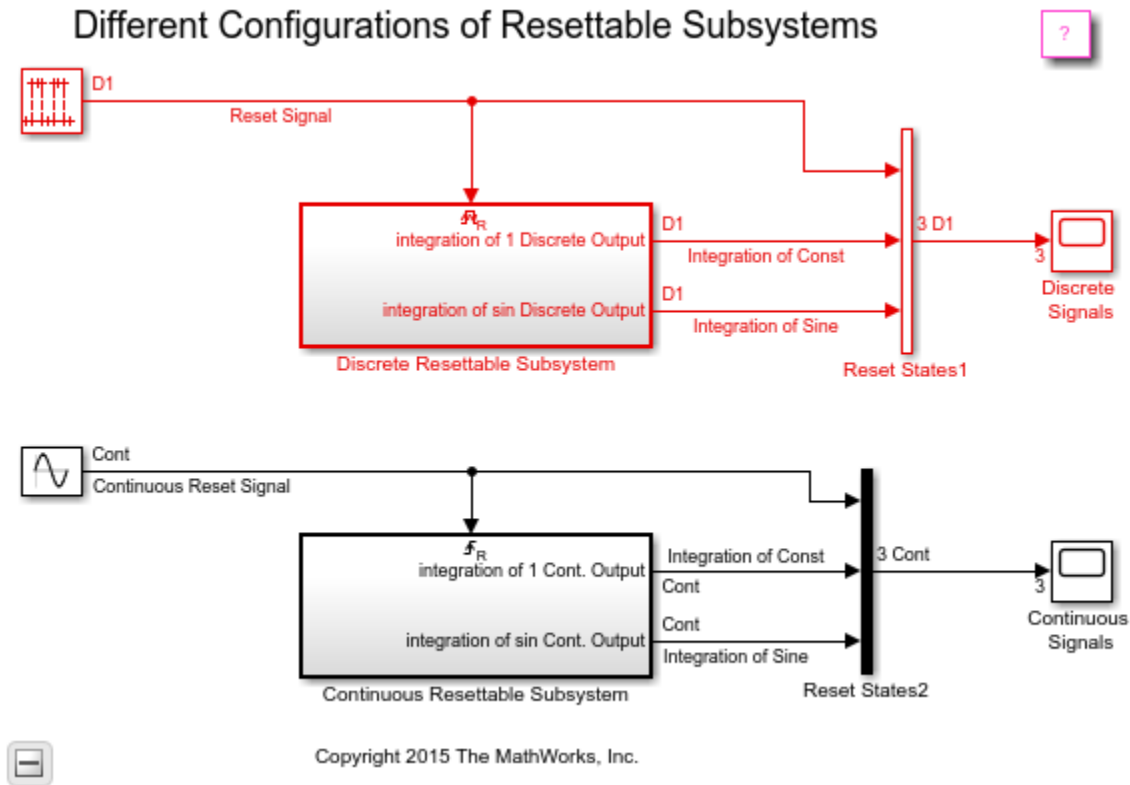 Different Configurations of Resettable Subsystems
?
D1
Reset Signal
R
integration of 1 Discrete Output
D1
Integration of Const
3 D1
3
integration of sin Discrete Output
D1
Integration of Sine
Discrete
Signals
Discrete Resettable Subsystem
Reset States1
Cont
Continuous Reset Signal
R
integration of 1 Cont. Output
Integration of Const
Cont
3 Cont
3
integration of sin Cont. Output
Cont
Integration of Sine
Continuous
Signals
Continuous Resettable Subsystem
Reset States2
Copyright 2015 The MathWorks, Inc.